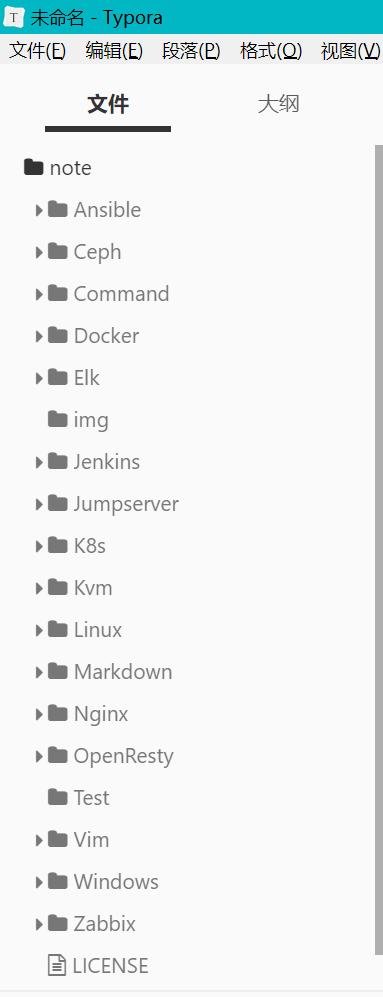 T 未命名 - Typora
文件(F) 编辑(E) 段落(P) 格式(O) 视图(V)
文件 大纲
note
Ansible
Ceph
Command
Docker
Elk
img
Jenkins
Jumpserver
K8s
Kvm
Linux
Markdown
Nginx
OpenResty
Test
Vim
Windows
Zabbix
LICENSE